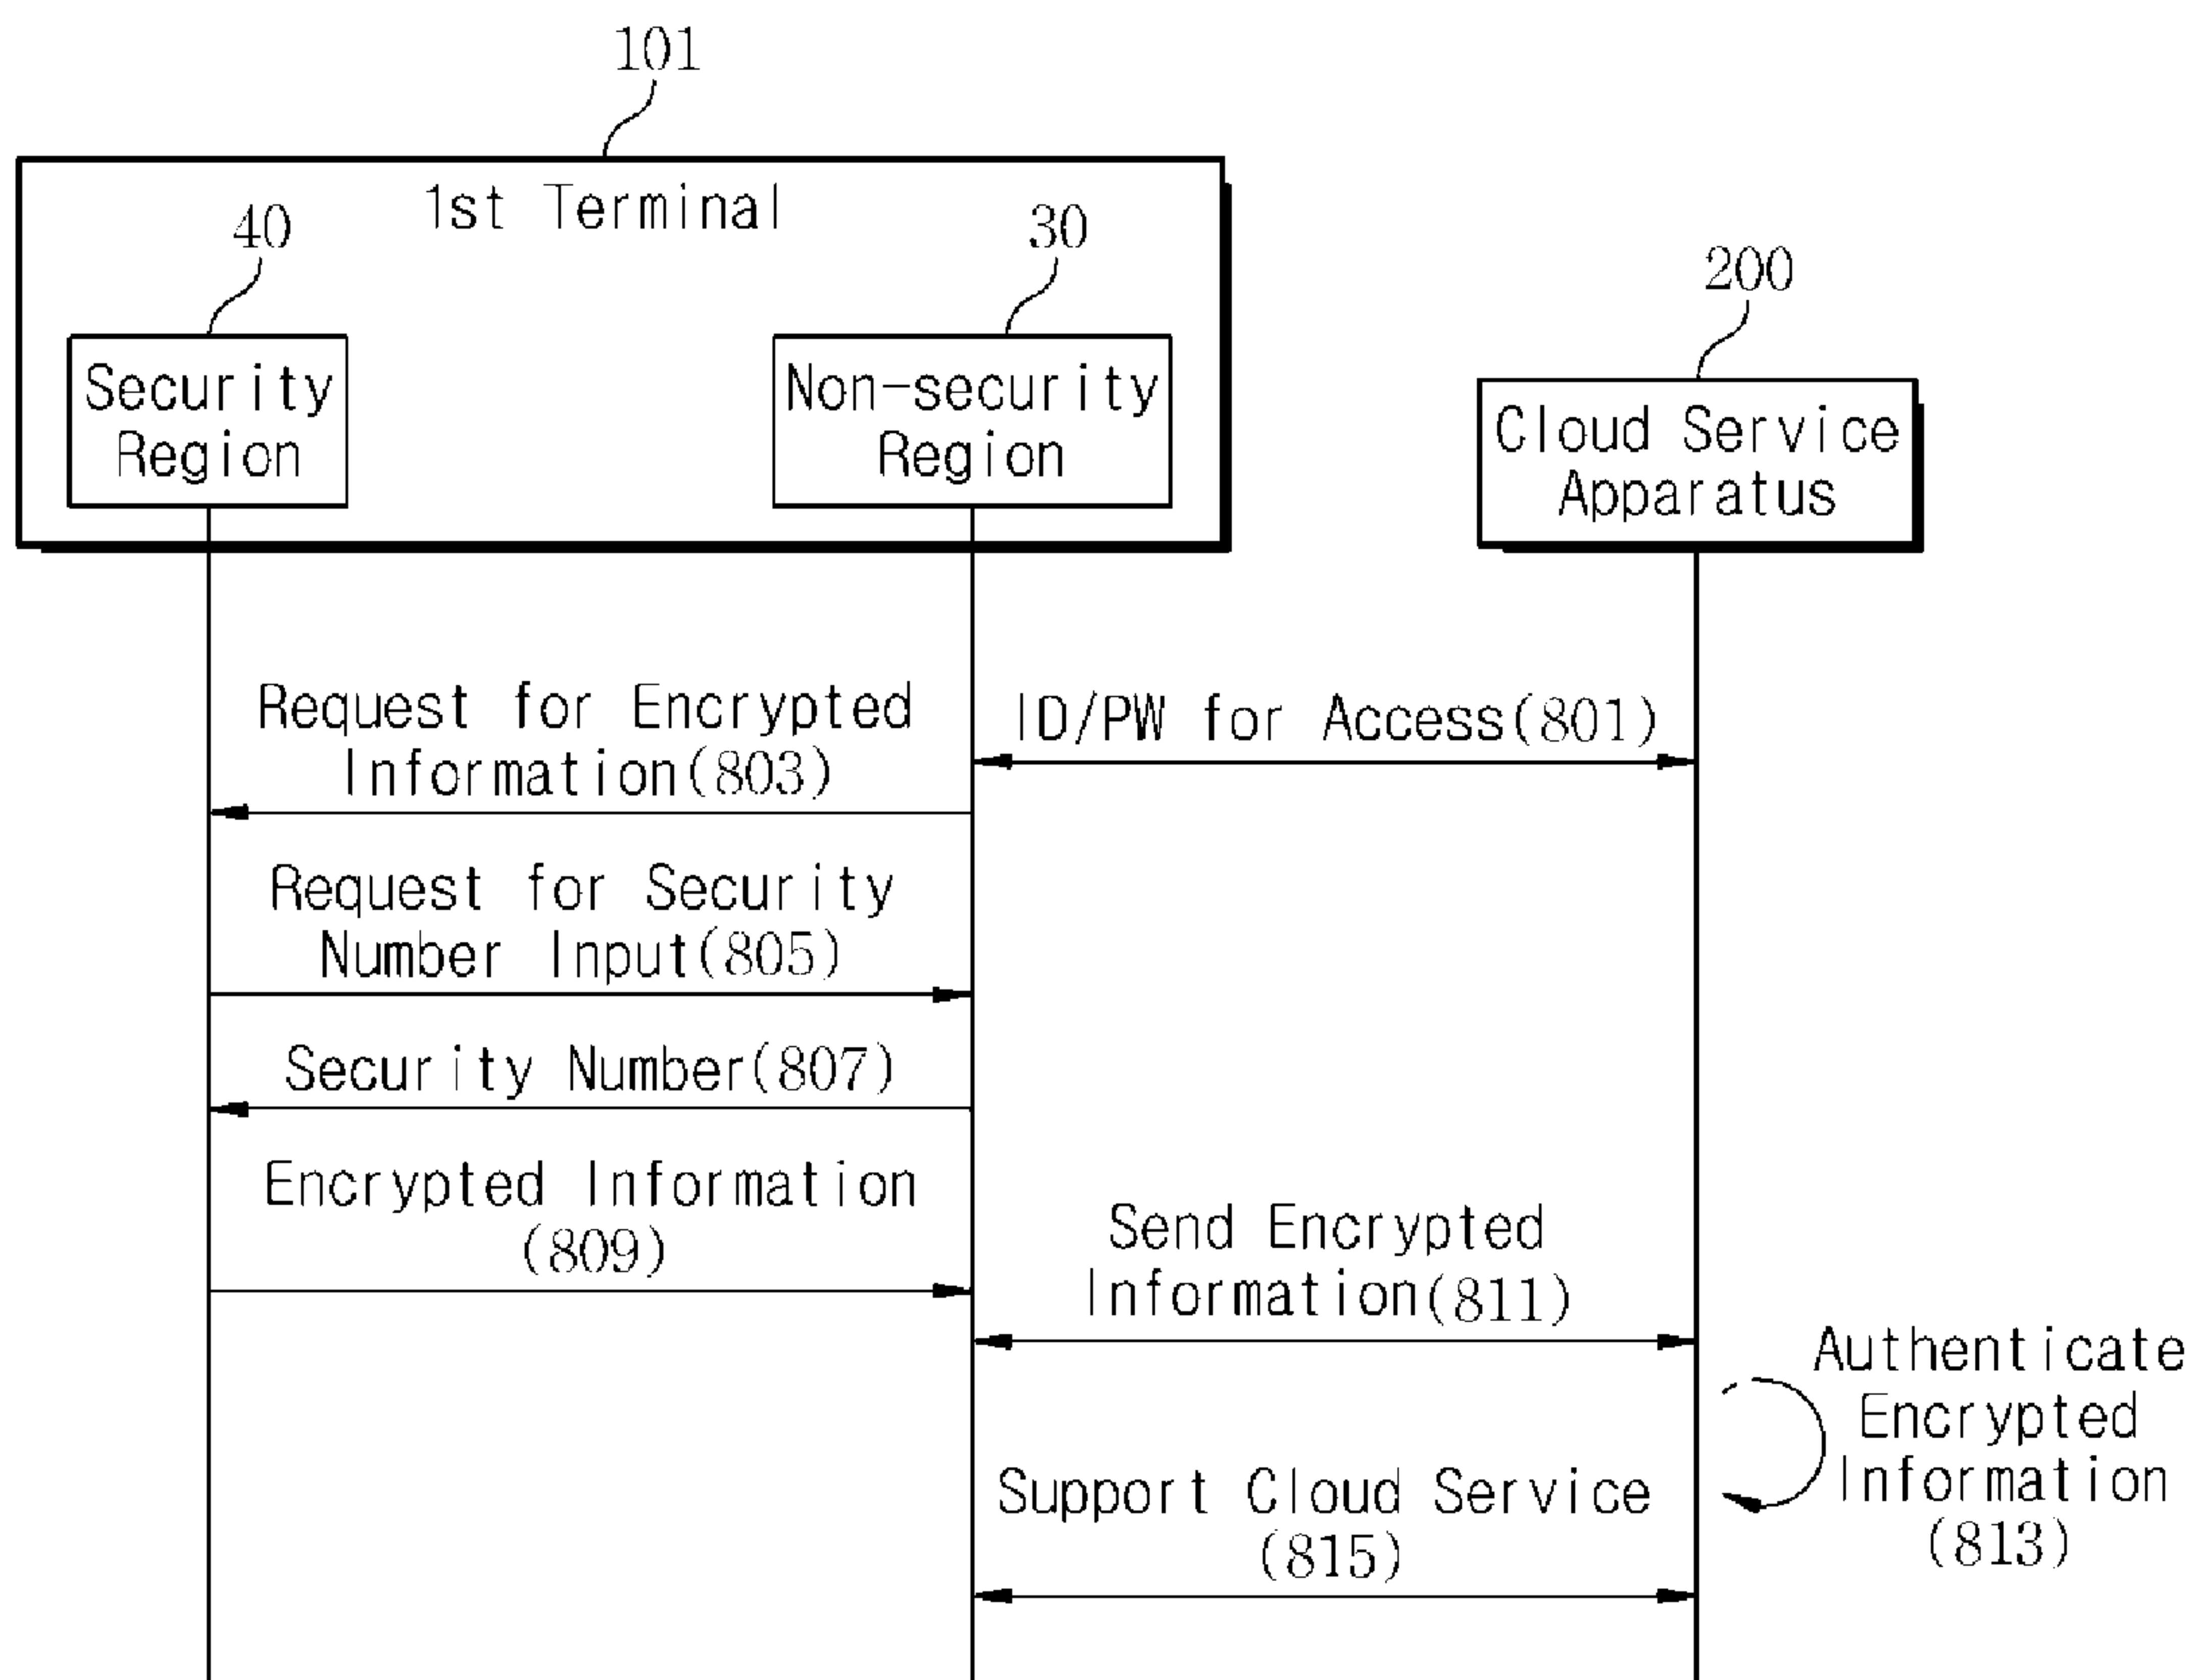 101
1st Terminal
40
30
200
Security
Region
Non-security
Region
Cloud Service
Apparatus
Request for Encrypted
Information(803)
ID/PW for Access(801)
Request for Security
Number Input(805)
Security Number(807)
Encrypted Information
(809)
Send Encrypted
Information(811)
Authenticate
Encrypted
Information
(813)
Support Cloud Service
(815)